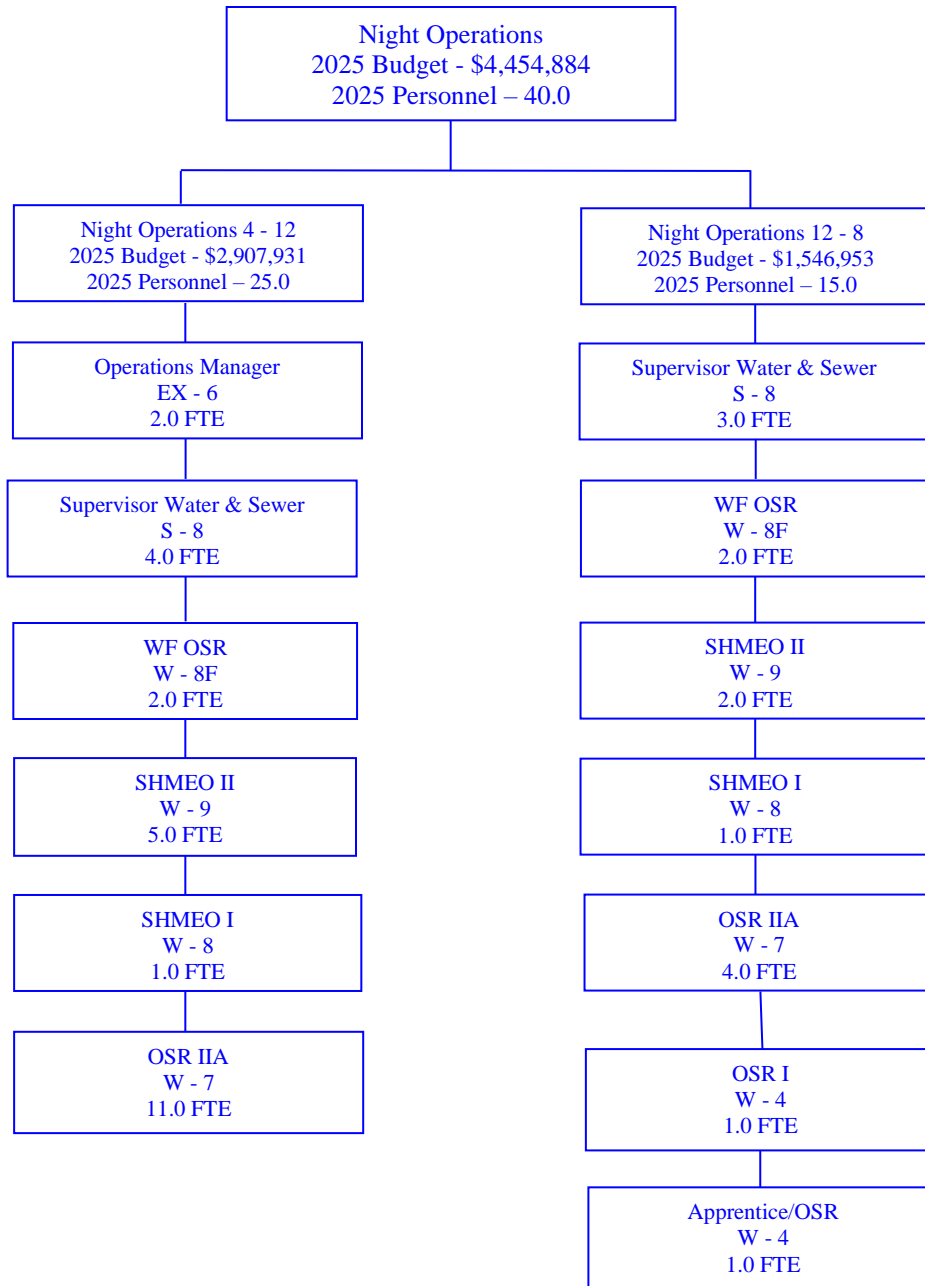 Night Operations
2025 Budget - $4,454,884
2025 Personnel – 40.0
Night Operations 4 - 12
2025 Budget - $2,907,931
2025 Personnel – 25.0
Operations Manager
EX - 6
2.0 FTE
Supervisor Water & Sewer
S - 8
4.0 FTE
WF OSR
W - 8F
2.0 FTE
SHMEO II
W - 9
5.0 FTE
SHMEO I
W - 8
1.0 FTE
OSR IIA
W - 7
11.0 FTE
Night Operations 12 - 8
2025 Budget - $1,546,953
2025 Personnel – 15.0
Supervisor Water & Sewer
S - 8
3.0 FTE
WF OSR
W - 8F
2.0 FTE
SHMEO II
W - 9
2.0 FTE
SHMEO I
W - 8
1.0 FTE
OSR IIA
W - 7
4.0 FTE
OSR I
W - 4
1.0 FTE
Apprentice/OSR
W - 4
1.0 FTE